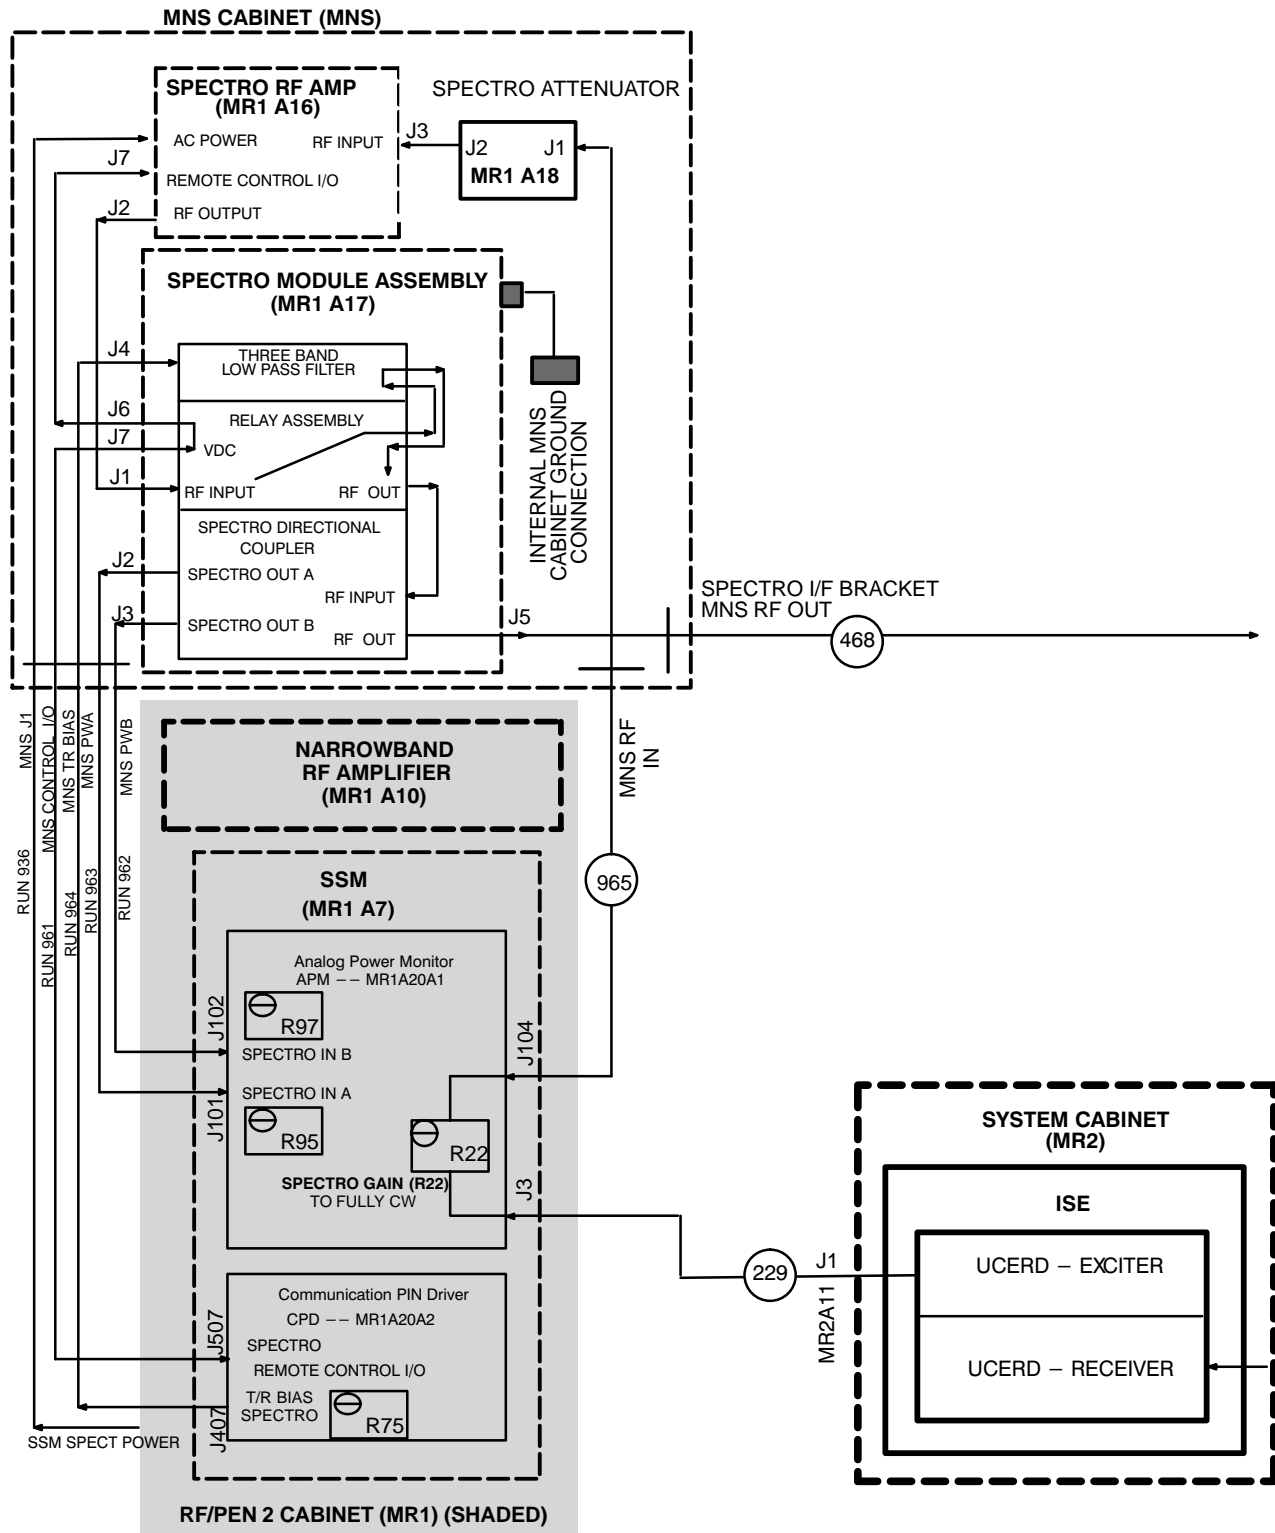 MNS CABINET (MNS)
SPECTRO RF AMP
(MR1 A16)
AC POWER
RF INPUT
REMOTE CONTROL I/O
RF OUTPUT
J7
J2
J3
SPECTRO ATTENUATOR
J2
J1
MR1 A18
SPECTRO MODULE ASSEMBLY
(MR1 A17)
J4
THREE BAND
LOW PASS FILTER
J6
RELAY ASSEMBLY
J7
VDC
J1
RF INPUT
RF OUT
SPECTRO DIRECTIONAL
COUPLER
J2
SPECTRO OUT A
RF INPUT
J3
SPECTRO OUT B
RF OUT
J5
INTERNAL MNS
CABINET GROUND
CONNECTION
SPECTRO I/F BRACKET
MNS RF OUT
468
MNS J1
MNS CONTROL I/O
MNS TR BIAS
MNS PWA
MNS PWB
RUN 936
RUN 961
RUN 964
RUN 963
RUN 962
MNS RF
IN
965
NARROWBAND
RF AMPLIFIER
(MR1 A10)
SSM
(MR1 A7)
Analog Power Monitor
APM –– MR1A20A1
J102
R97
SPECTRO IN B
J104
SPECTRO IN A
J101
R95
R22
SPECTRO GAIN (R22)
TO FULLY CW
J3
Communication PIN Driver
CPD –– MR1A20A2
J507
SPECTRO
REMOTE CONTROL I/O
T/R BIAS
SPECTRO
J407
R75
SSM SPECT POWER
RF/PEN 2 CABINET (MR1) (SHADED)
229
J1
MR2A11
SYSTEM CABINET
(MR2)
ISE
UCERD – EXCITER
UCERD – RECEIVER